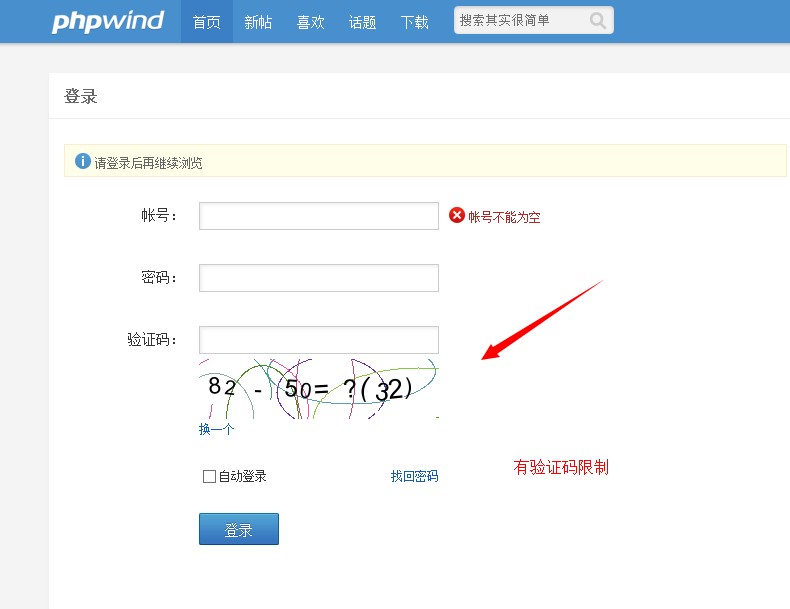 phpwind 首页 新帖 喜欢 话题 下载 搜索其实很简单
登录
请登录后再继续浏览
帐号： 帐号不能为空
密码：
验证码：
82 - 50= ?(32)
换一个
自动登录 找回密码 有验证码限制
登录